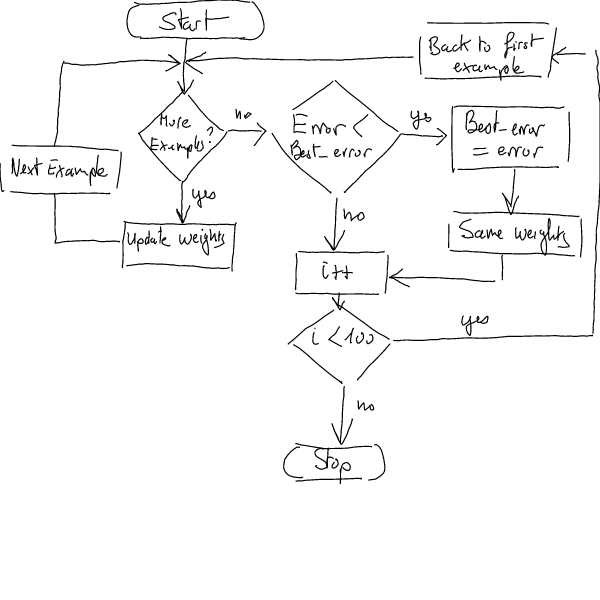 Start
Back to first
example
More
Examples?
no
Error <
Best_error
yes
Best_error
= error
Next Example
yes
Update weights
no
Same weights
i++
i < 100
yes
no
Stop